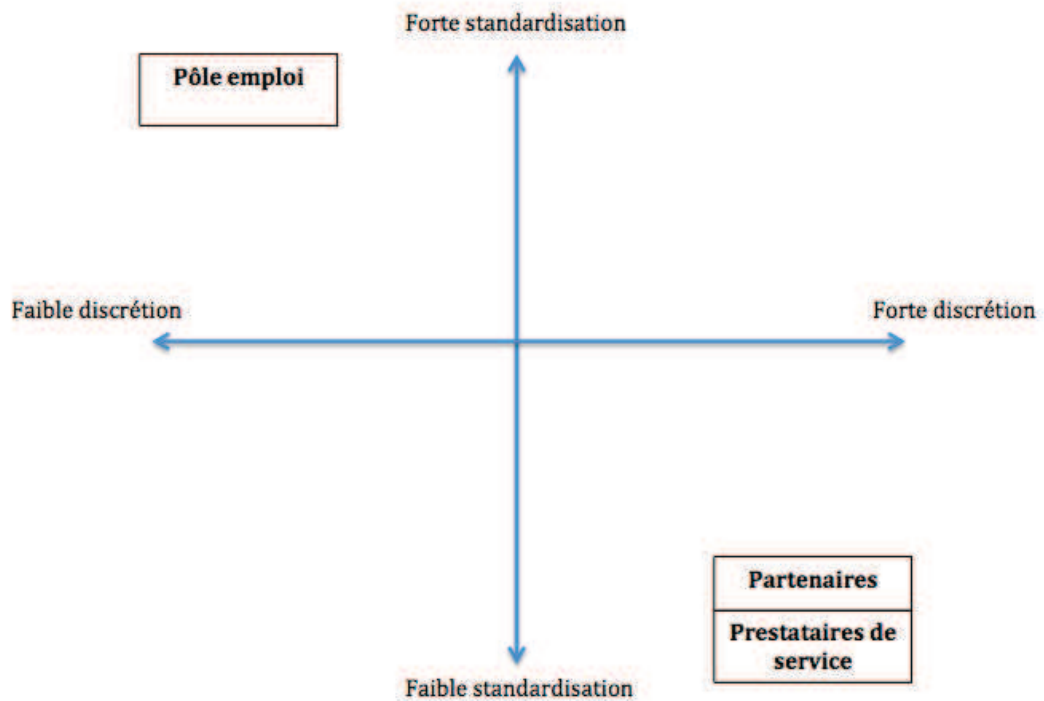 Forte standardisation
Pôle emploi
Faible discrétion
Forte discrétion
Partenaires
Prestataires de
service
Faible standardisation